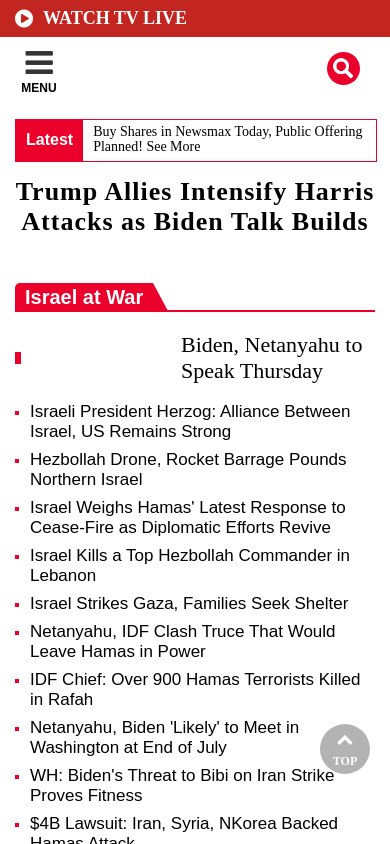 WATCH TV LIVE
MENU
Latest
Buy Shares in Newsmax Today, Public Offering
Planned! See More
Trump Allies Intensify Harris
Attacks as Biden Talk Builds
Israel at War
Biden, Netanyahu to
Speak Thursday
Israeli President Herzog: Alliance Between
Israel, US Remains Strong
Hezbollah Drone, Rocket Barrage Pounds
Northern Israel
Israel Weighs Hamas' Latest Response to
Cease-Fire as Diplomatic Efforts Revive
Israel Kills a Top Hezbollah Commander in
Lebanon
Israel Strikes Gaza, Families Seek Shelter
Netanyahu, IDF Clash Truce That Would
Leave Hamas in Power
IDF Chief: Over 900 Hamas Terrorists Killed
in Rafah
Netanyahu, Biden 'Likely' to Meet in
Washington at End of July
TOP
WH: Biden's Threat to Bibi on Iran Strike
Proves Fitness
$4B Lawsuit: Iran, Syria, NKorea Backed
Hamas Attack